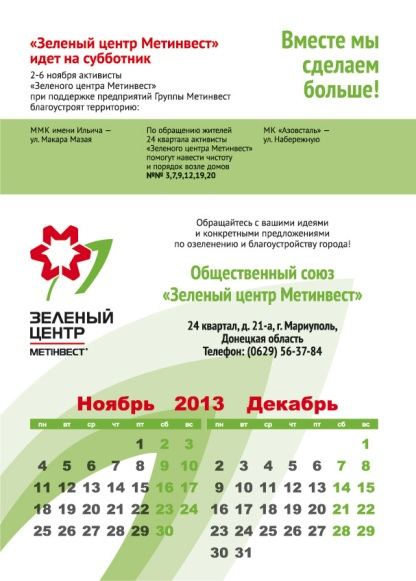 «Зеленый центр Метинвест»
идет на субботник
2-6 ноября активисты
«Зеленого центра Метинвест»
при поддержке предприятий Группы Метинвест
благоустроят территорию:
Вместе мы
сделаем
больше!
ММК имени Ильича —
ул. Макара Мазая
По обращению жителей
24 квартала активисты
«Зеленого центра Метинвест»
помогут навести чистоту
и порядок возле домов
№№ 3,7,9,12,19,20
МК «Азовсталь» —
ул. Набережную
Обращайтесь с вашими идеями
и конкретными предложениями
по озеленению и благоустройству города!
ЗЕЛЕНЫЙ
ЦЕНТР
МЕТИНВЕСТ
Общественный союз
«Зеленый центр Метинвест»
24 квартал, д. 21-а, г. Мариуполь,
Донецкая область
Телефон: (0629) 56-37-84
Ноябрь 2013 Декабрь
пн вт ср чт пт сб вс
1 2 3
4 5 6 7 8 9 10
11 12 13 14 15 16 17
18 19 20 21 22 23 24
25 26 27 28 29 30
пн вт ср чт пт сб вс
1
2 3 4 5 6 7 8
9 10 11 12 13 14 15
16 17 18 19 20 21 22
23 24 25 26 27 28 29
30 31